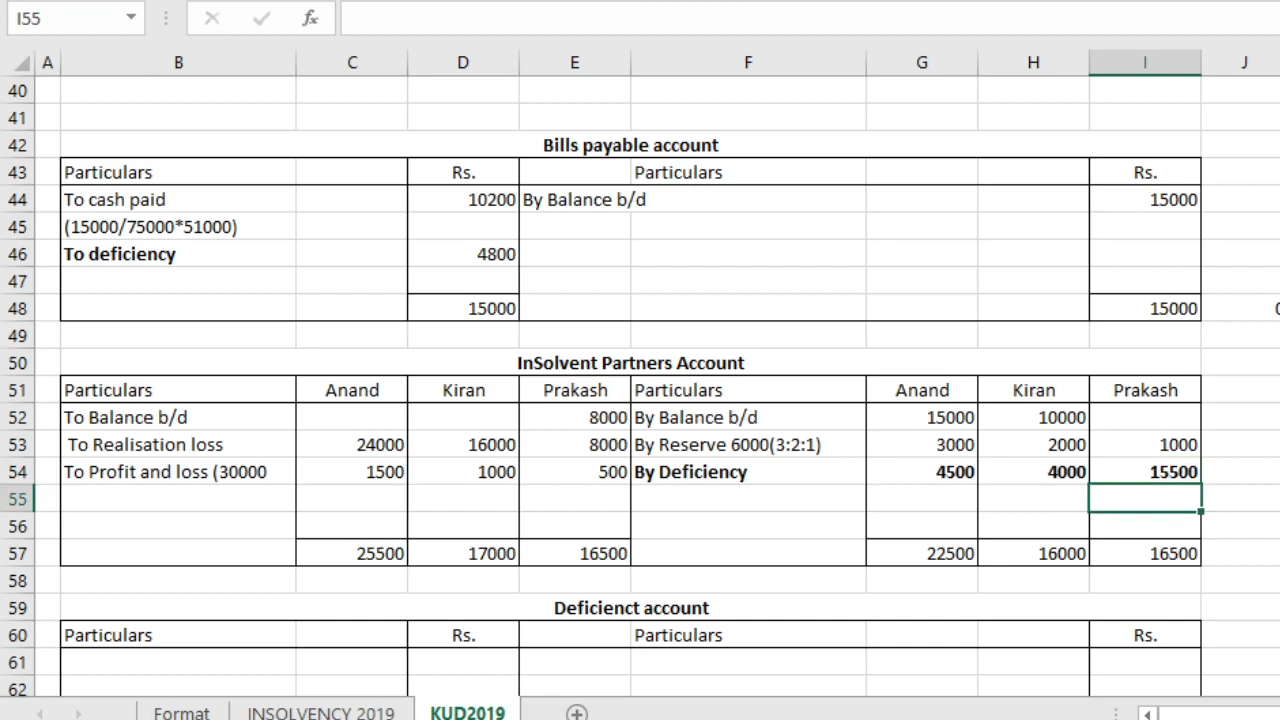 I55 fx
A B C D E F G H I J
40
41
42 Bills payable account
43 Particulars Rs. Particulars Rs.
44 To cash paid 10200 By Balance b/d 15000
45 (15000/75000*51000)
46 To deficiency 4800
47
48 15000 15000
49
50 InSolvent Partners Account
51 Particulars Anand Kiran Prakash Particulars Anand Kiran Prakash
52 To Balance b/d 8000 By Balance b/d 15000 10000
53 To Realisation loss 24000 16000 8000 By Reserve 6000(3:2:1) 3000 2000 1000
54 To Profit and loss (30000 1500 1000 500 By Deficiency 4500 4000 15500
55
56
57 25500 17000 16500 22500 16000 16500
58
59 Deficienct account
60 Particulars Rs. Particulars Rs.
61
62
Format INSOLVENCY 2019 KUD2019